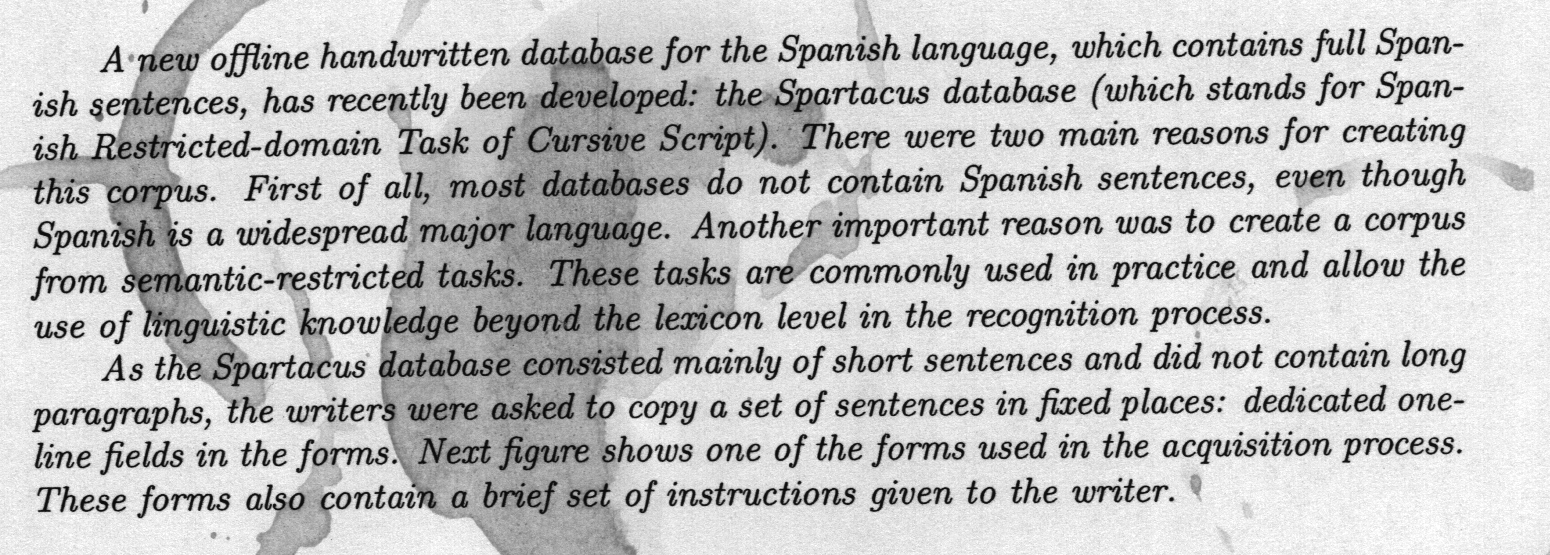 A new offline handwritten database for the Spanish language, which contains full Span-
ish sentences, has recently been developed: the Spartacus database (which stands for Span-
ish Restricted-domain Task of Cursive Script). There were two main reasons for creating
this corpus. First of all, most databases do not contain Spanish sentences, even though
Spanish is a widespread major language. Another important reason was to create a corpus
from semantic-restricted tasks. These tasks are commonly used in practice and allow the
use of linguistic knowledge beyond the lexicon level in the recognition process.
As the Spartacus database consisted mainly of short sentences and did not contain long
paragraphs, the writers were asked to copy a set of sentences in fixed places: dedicated one-
line fields in the forms. Next figure shows one of the forms used in the acquisition process.
These forms also contain a brief set of instructions given to the writer.